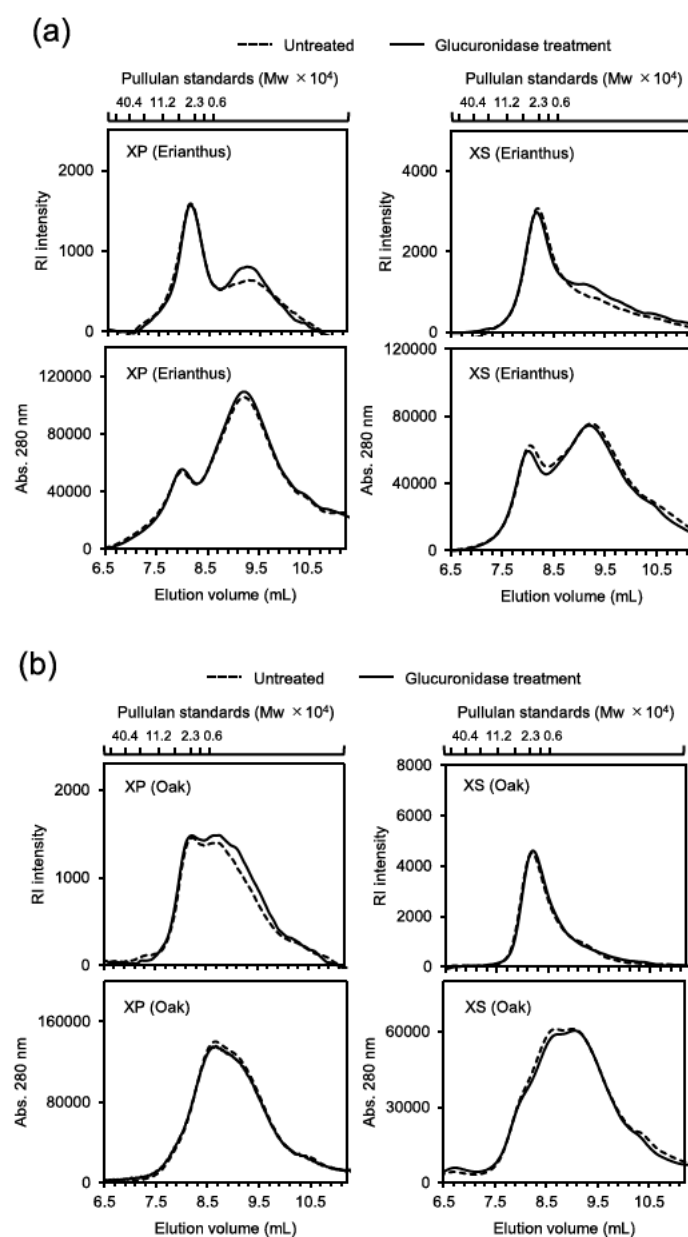 (a)
Untreated Glucuronidase treatment
Pullulan standards (Mw × 10⁴) Pullulan standards (Mw × 10⁴)
40.4 11.2 2.3 0.6 40.4 11.2 2.3 0.6
XP (Erianthus) XS (Erianthus)
RI intensity RI intensity
2000 4000
1000 2000
0 0
XP (Erianthus) XS (Erianthus)
Abs. 280 nm Abs. 280 nm
120000 120000
80000 80000
40000 40000
0 0
6.5 7.5 8.5 9.5 10.5 6.5 7.5 8.5 9.5 10.5
Elution volume (mL) Elution volume (mL)
(b)
Untreated Glucuronidase treatment
Pullulan standards (Mw × 10⁴) Pullulan standards (Mw × 10⁴)
40.4 11.2 2.3 0.6 40.4 11.2 2.3 0.6
XP (Oak) XS (Oak)
RI intensity RI intensity
8000
2000 6000
4000
1000 2000
0 0
XP (Oak) XS (Oak)
Abs. 280 nm Abs. 280 nm
160000 60000
80000 30000
0 0
6.5 7.5 8.5 9.5 10.5 6.5 7.5 8.5 9.5 10.5
Elution volume (mL) Elution volume (mL)